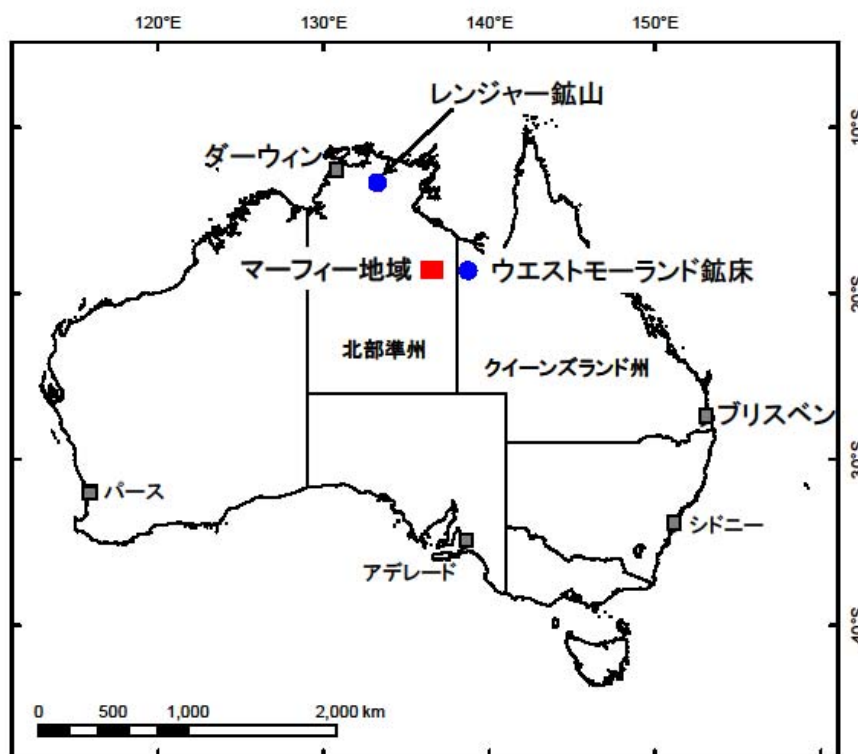 120°E 130°E 140°E 150°E
レンジャー鉱山
10°S
ダーウィン
マーフィー地域
ウエストモーランド鉱床
20°S
北部準州
クイーンズランド州
ブリスベン
30°S
パース
シドニー
アデレード
40°S
0 500 1,000 2,000 km